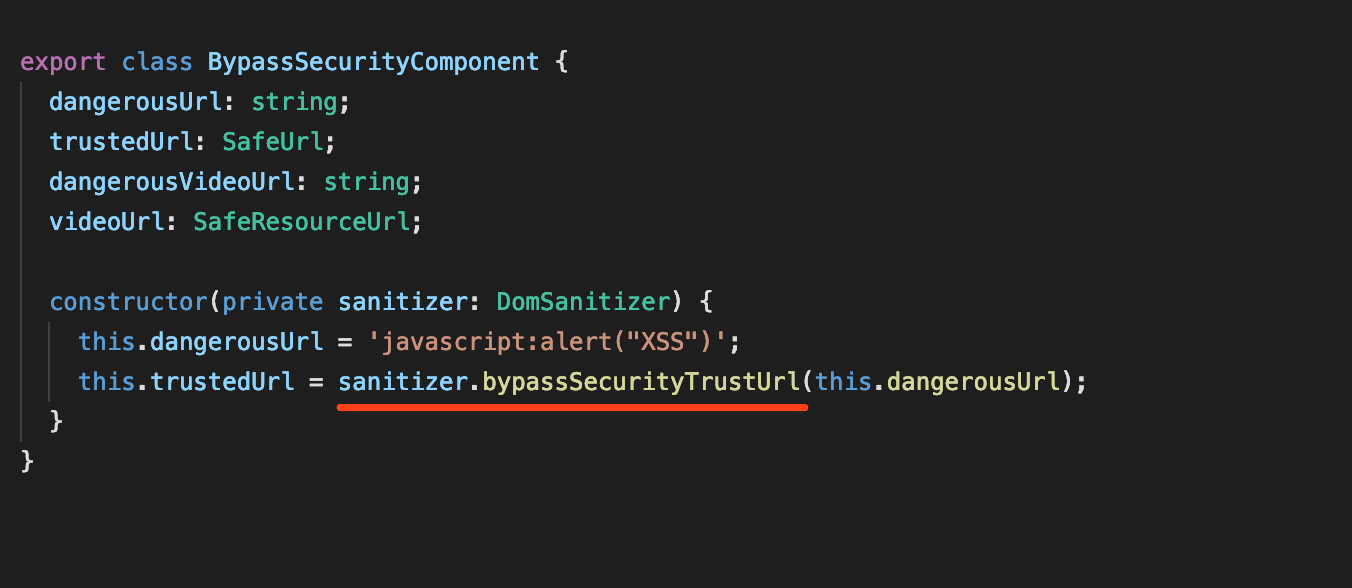 export class BypassSecurityComponent {
dangerousUrl: string;
trustedUrl: SafeUrl;
dangerousVideoUrl: string;
videoUrl: SafeResourceUrl;
constructor(private sanitizer: DomSanitizer) {
this.dangerousUrl = 'javascript:alert("XSS")';
this.trustedUrl = sanitizer.bypassSecurityTrustUrl(this.dangerousUrl);
}
}